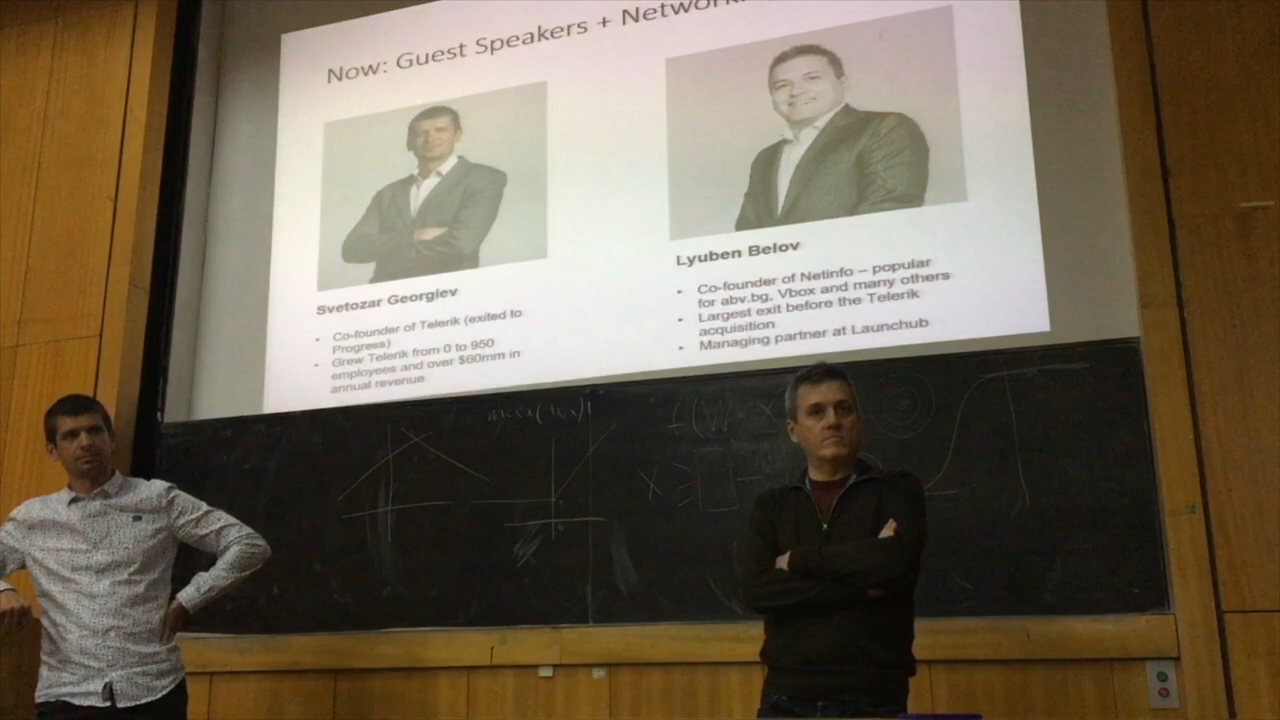 Now: Guest Speakers +
Svetozar Georgiev
• Co-founder of Telerik (exited to
Progress)
• Grew Telerik from 0 to 950
employees and over $60mm in
annual revenue
Lyuben Belov
• Co-founder of Netinfo – popular
for abv.bg, Vbox and many others
• Largest exit before the Telerik
acquisition
• Managing partner at Launchub